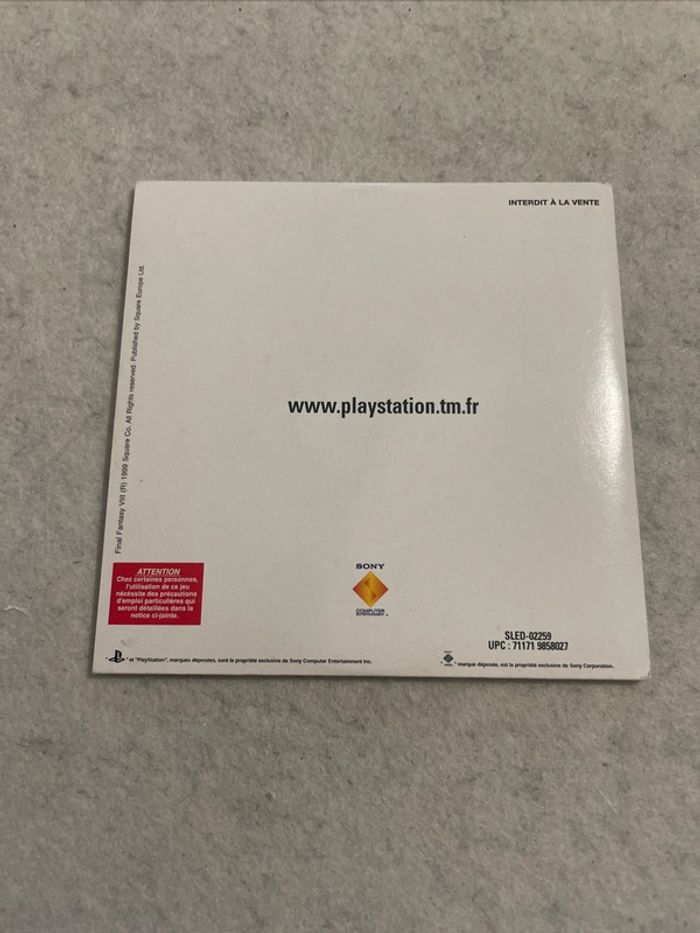 INTERDIT À LA VENTE
Final Fantasy VIII (R) 1999 Square Co. All Rights reserved. Published by Square Europe Ltd.
www.playstation.tm.fr
ATTENTION
Chez certaines personnes,
l'utilisation de ce jeu
nécessite des précautions
d'emploi particulières qui
seront détaillées dans la
notice ci-jointe.
SONY
COMPUTER
ENTERTAINMENT
SLED-02259
UPC : 71171 9858027
" " et "PlayStation", marques déposées, sont la propriété exclusive de Sony Computer Entertainment Inc.
" " marque déposée, est la propriété exclusive de Sony Corporation.